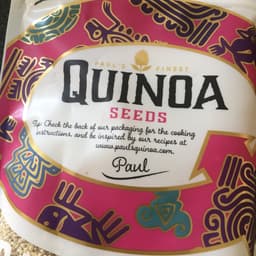 PAUL'S FINEST
QUINOA
SEEDS
Tip: Check the back of our packaging for the cooking
instructions and be inspired by our recipes at
www.paulsquinoa.com.
Paul